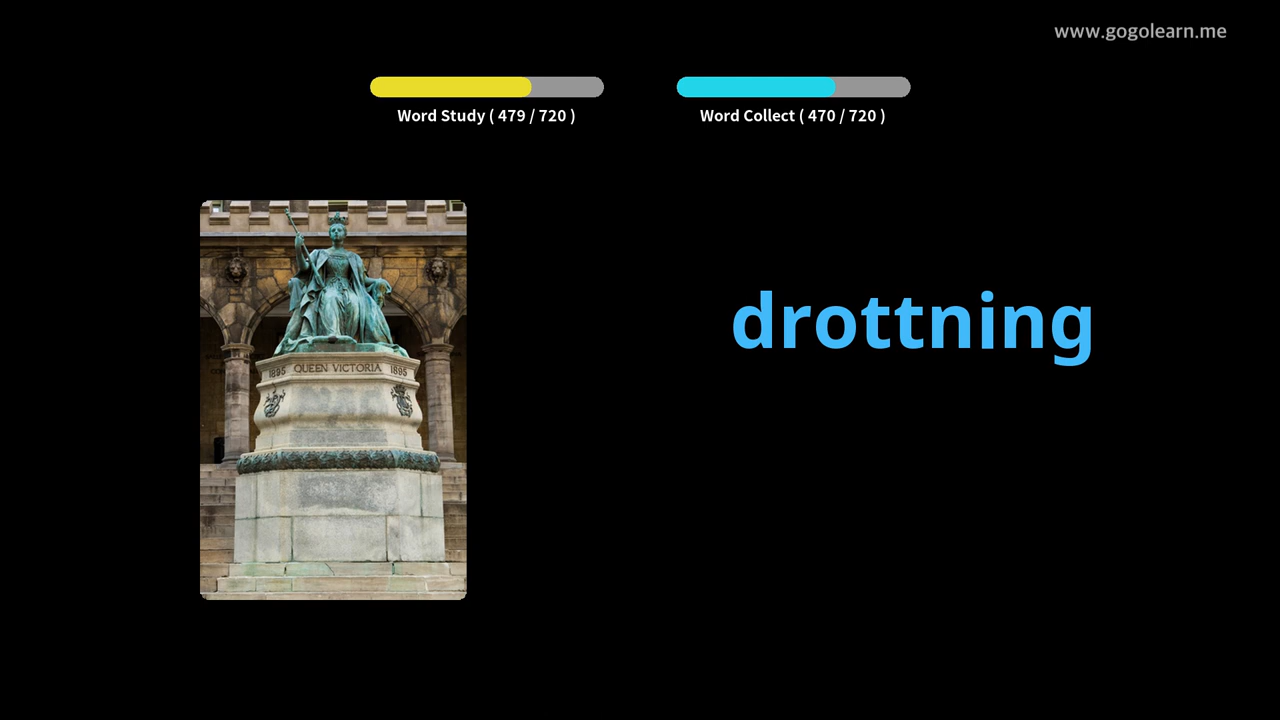 www.gogolearn.me
Word Study ( 479 / 720 )
Word Collect ( 470 / 720 )
1895 QUEEN VICTORIA 1895
drottning